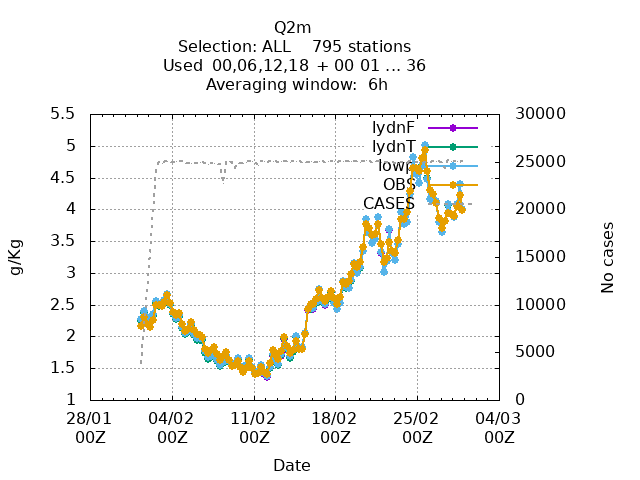 Q2m
Selection: ALL 795 stations
Used 00,06,12,18 + 00 01 ... 36
Averaging window: 6h
5.5 30000
lydnF
5 lydnT 25000
lowp
4.5 OBS
4 CASES 20000
3.5
3 15000
2.5 10000
2 5000
1.5
1 0
g/Kg
No cases
28/01 04/02 11/02 18/02 25/02 04/03
00Z 00Z 00Z 00Z 00Z 00Z
Date